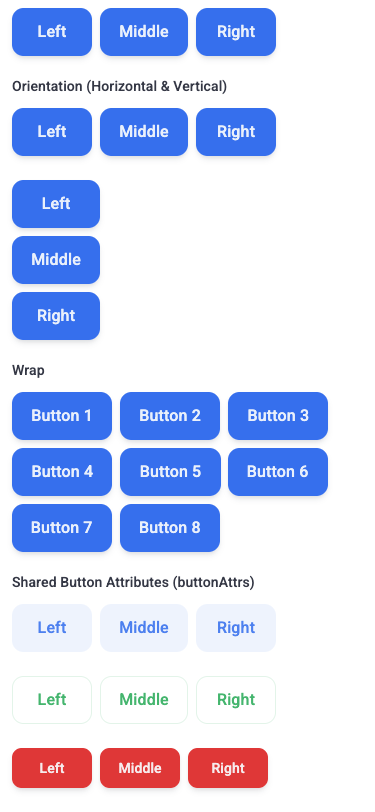 Left Middle Right
Orientation (Horizontal & Vertical)
Left Middle Right
Left
Middle
Right
Wrap
Button 1 Button 2 Button 3
Button 4 Button 5 Button 6
Button 7 Button 8
Shared Button Attributes (buttonAttrs)
Left Middle Right
Left Middle Right
Left Middle Right